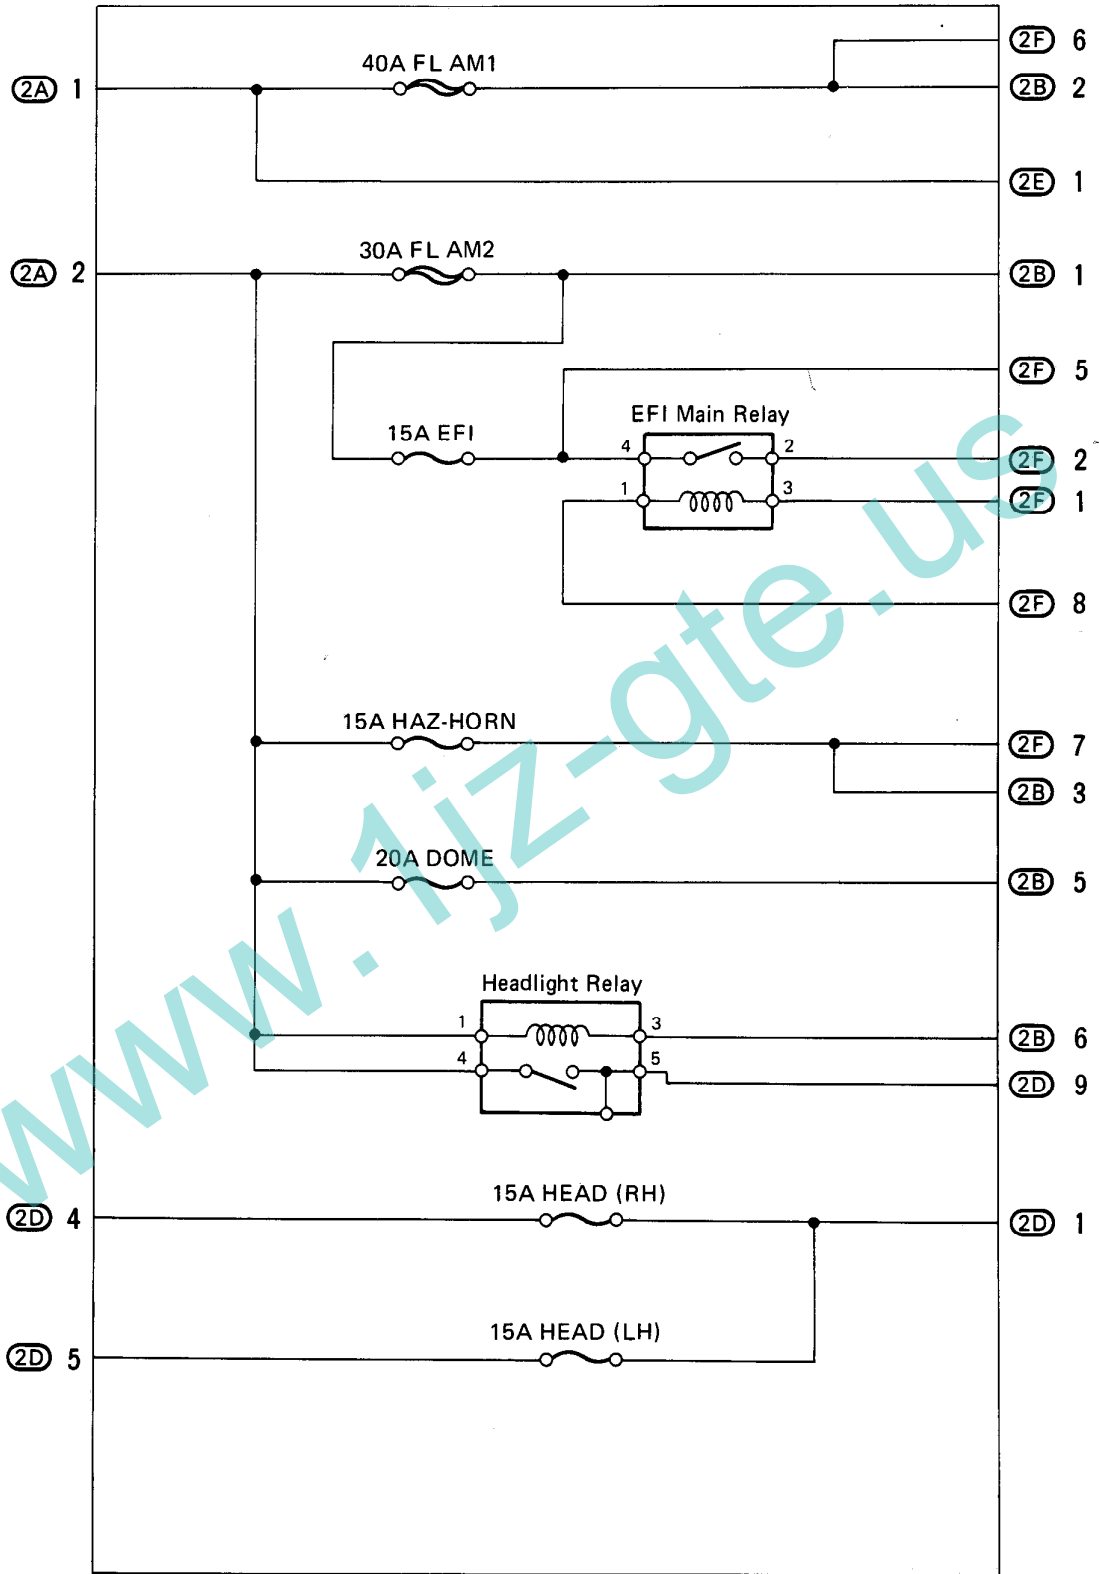 2F 6
40A FL AM1
2A 1
2B 2
2E 1
30A FL AM2
2A 2
2B 1
2F 5
EFI Main Relay
15A EFI
4
2
2F 2
1
3
2F 1
2F 8
15A HAZ-HORN
2F 7
2B 3
20A DOME
2B 5
Headlight Relay
1
3
2B 6
4
5
2D 9
15A HEAD (RH)
2D 4
2D 1
15A HEAD (LH)
2D 5
www.1jz-gte.us